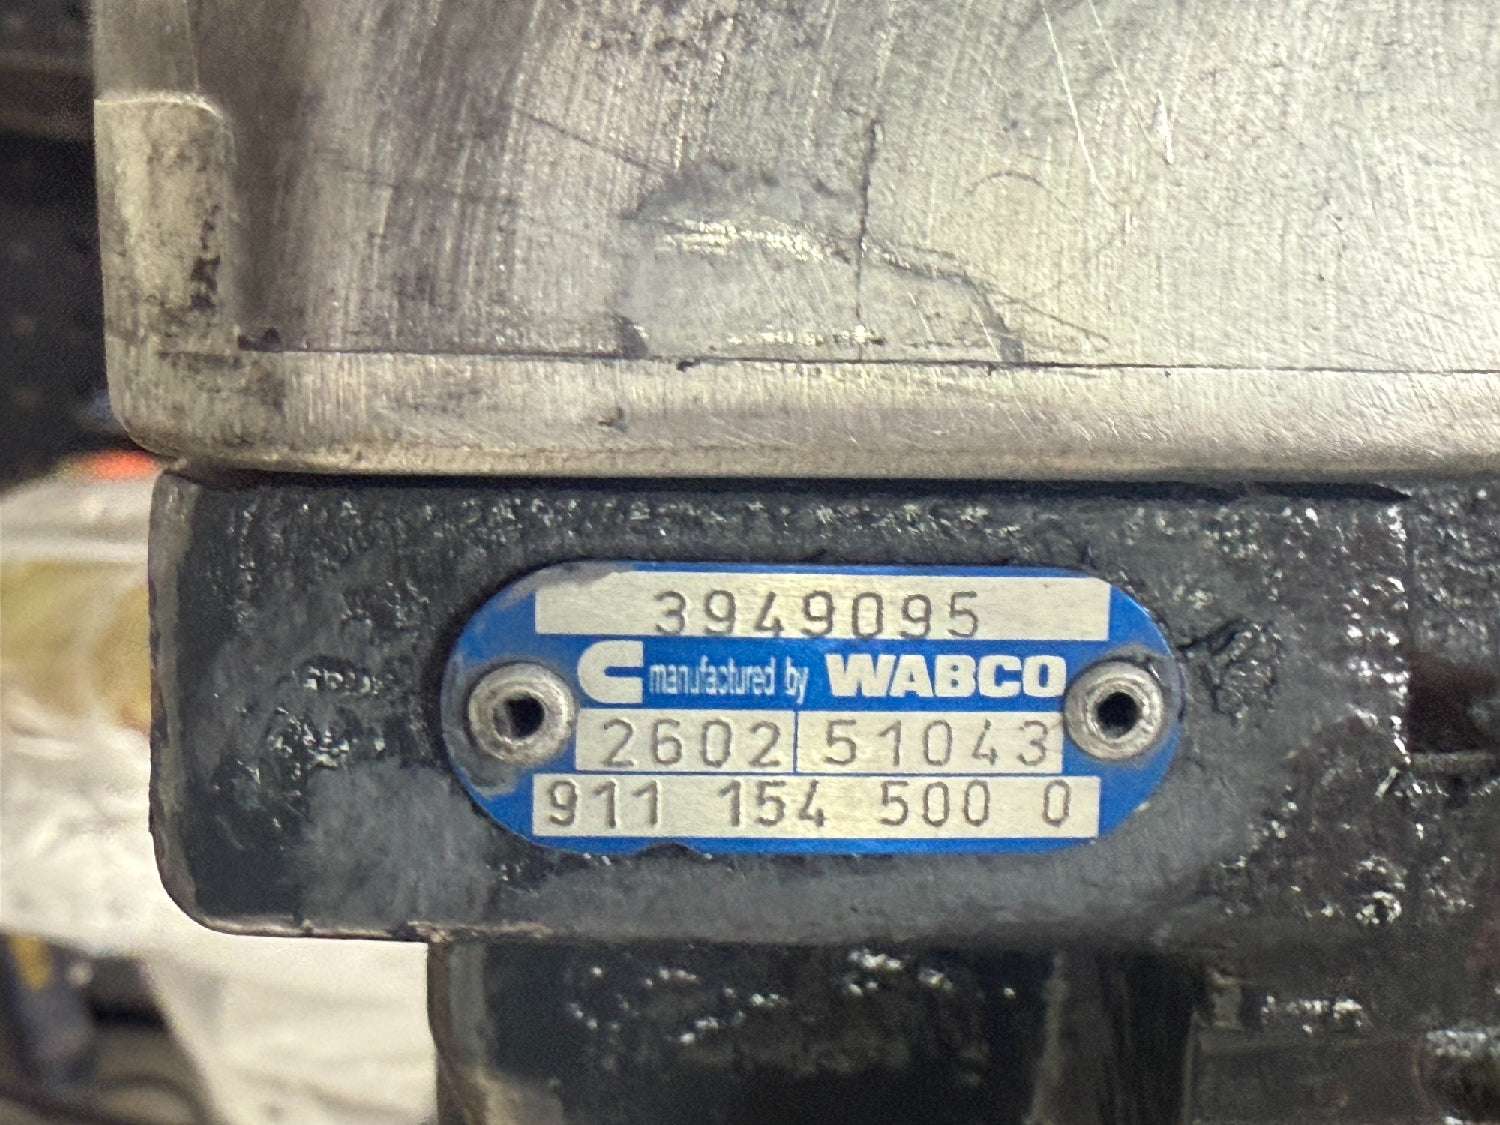 3949095
C manufactured by WABCO
2602 51043
911 154 500 0